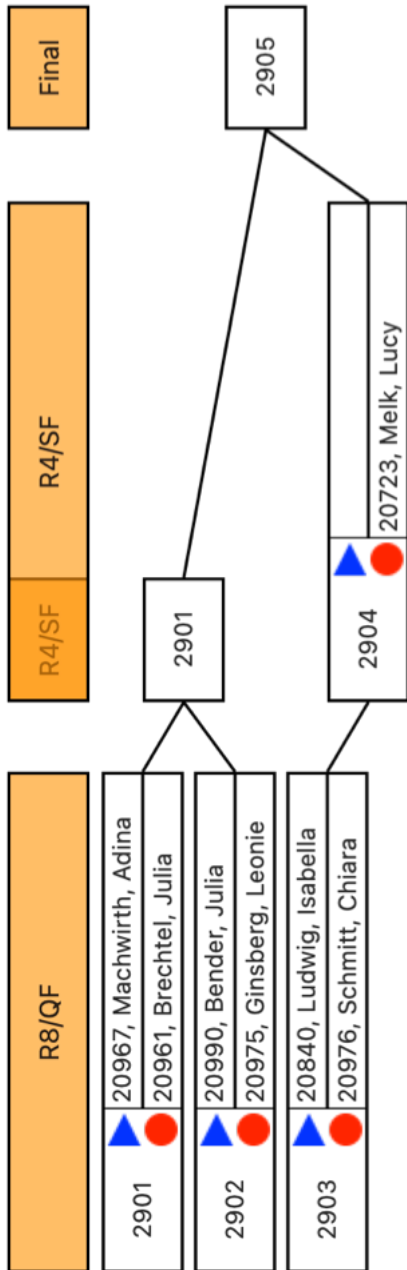 R8/QF
R4/SF
R4/SF
Final
2901
20967, Machwirth, Adina
20961, Brechtel, Julia
2902
20990, Bender, Julia
20975, Ginsberg, Leonie
2903
20840, Ludwig, Isabella
20976, Schmitt, Chiara
2901
2904
20723, Melk, Lucy
2905